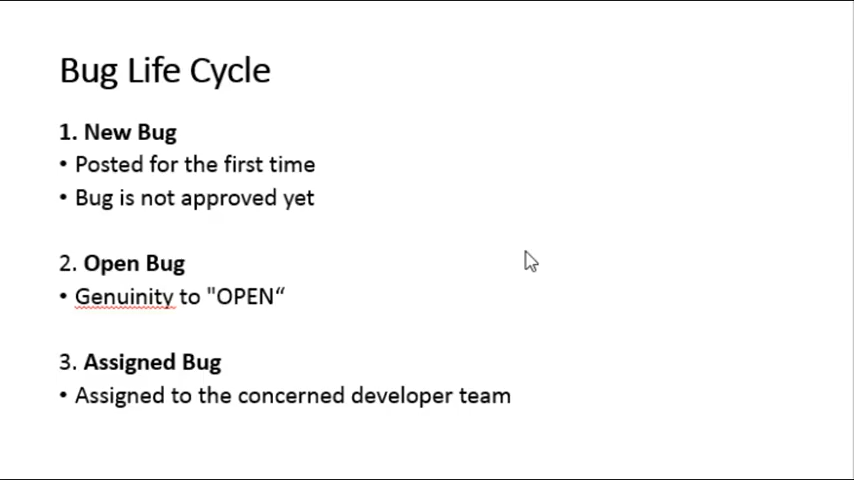 Bug Life Cycle
1. New Bug
• Posted for the first time
• Bug is not approved yet
2. Open Bug
• Genuinity to "OPEN“
3. Assigned Bug
• Assigned to the concerned developer team